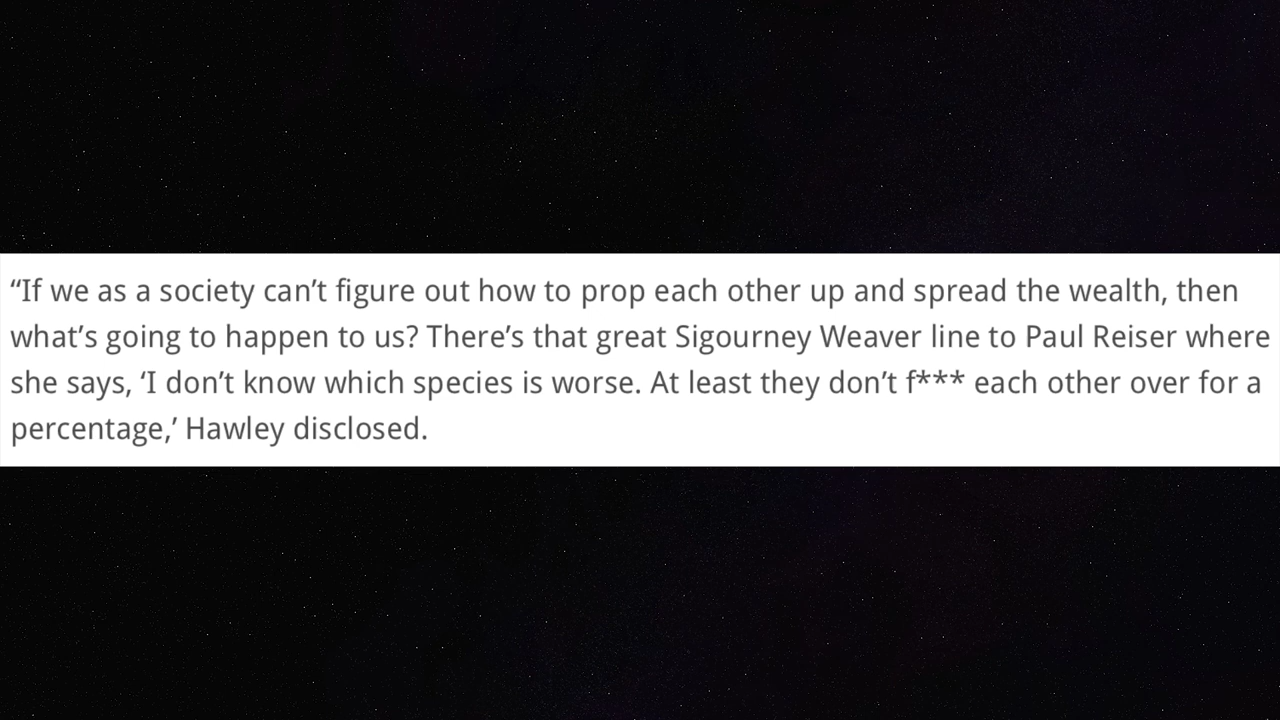 “If we as a society can’t figure out how to prop each other up and spread the wealth, then
what’s going to happen to us? There’s that great Sigourney Weaver line to Paul Reiser where
she says, ‘I don’t know which species is worse. At least they don’t f*** each other over for a
percentage,’ Hawley disclosed.